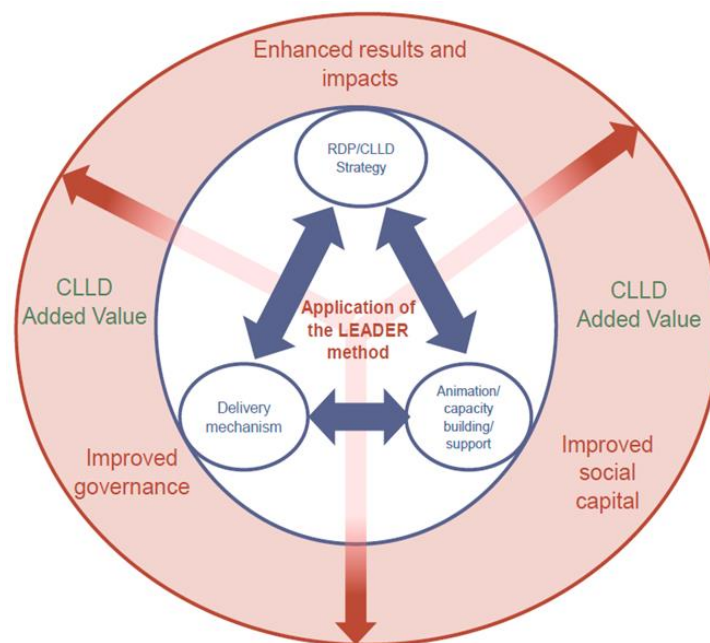 Enhanced results and
impacts
RDP/CLLD
Strategy
CLLD
Added Value
Application of
the LEADER
method
CLLD
Added Value
Delivery
mechanism
Animation/
capacity
building/
support
Improved
governance
Improved
social
capital